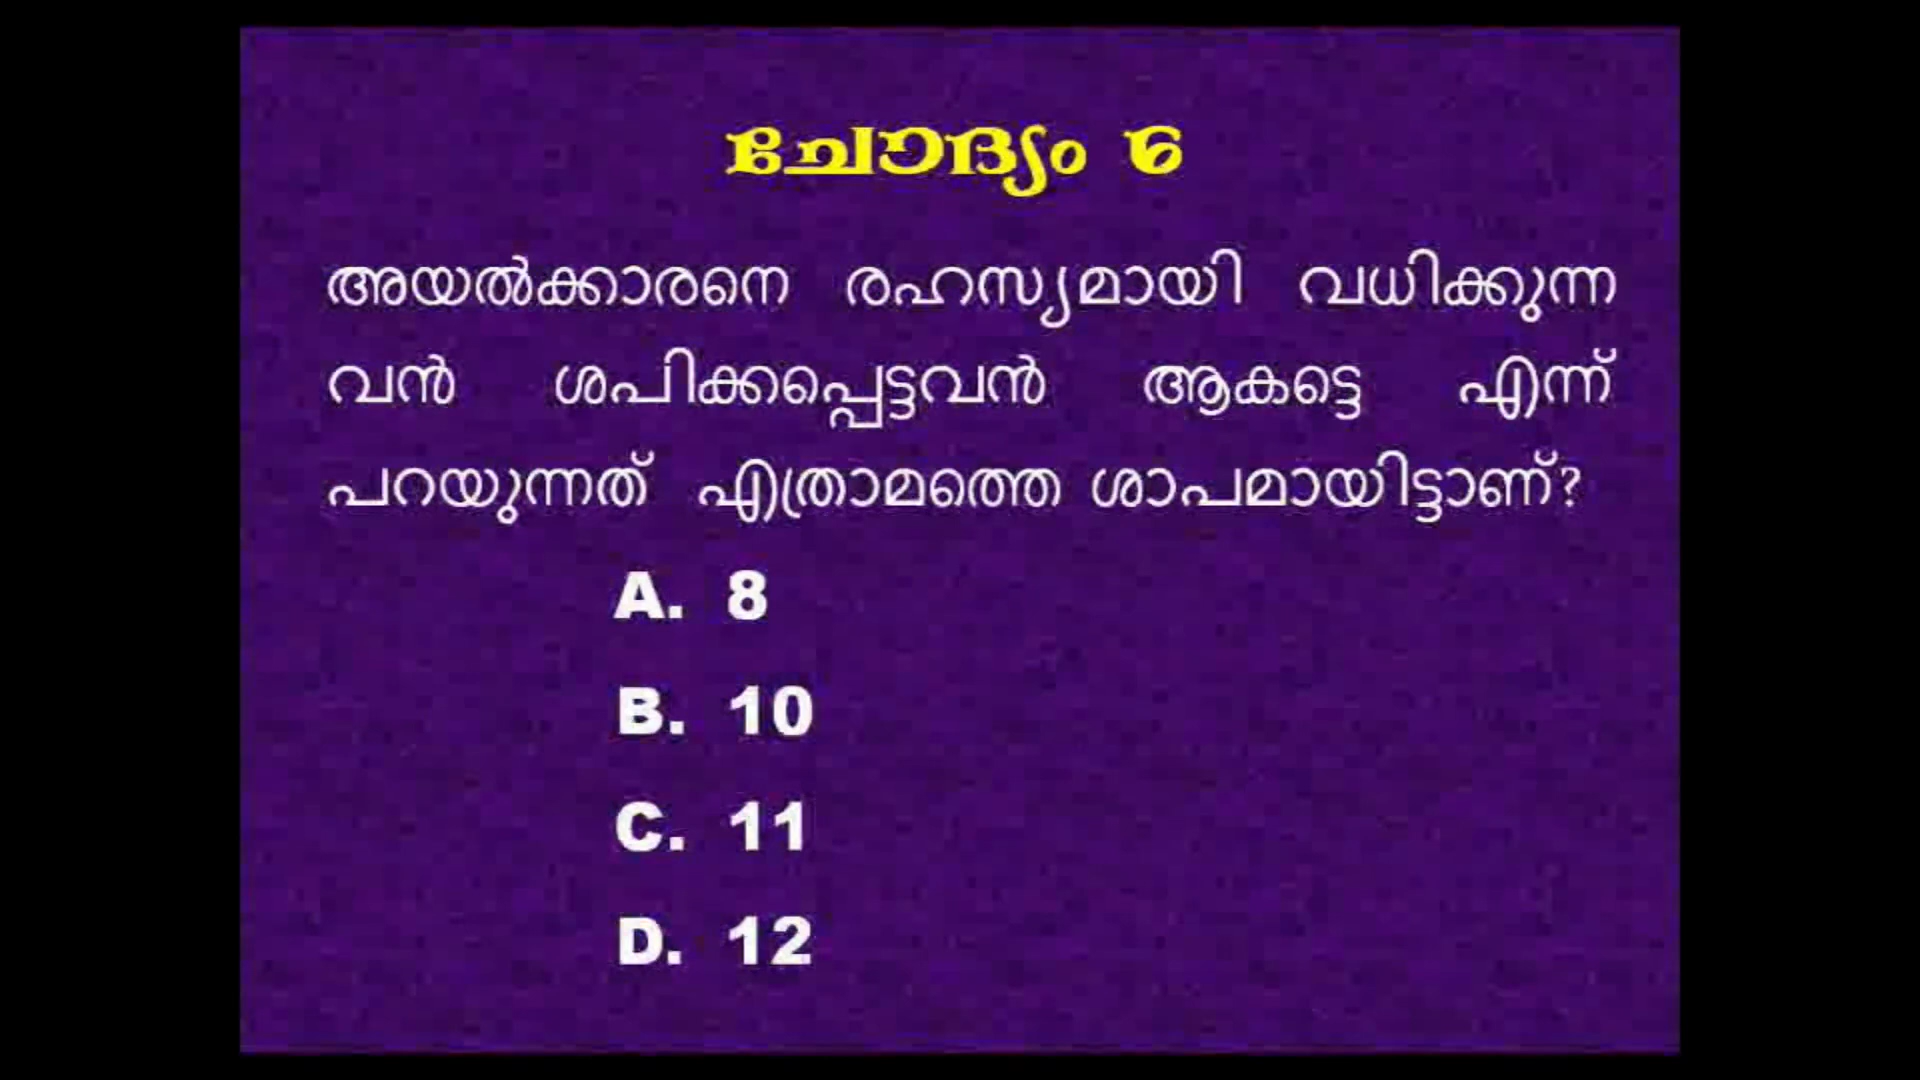 ചോദ്യം 6
അയൽക്കാരനെ രഹസ്യമായി വധിക്കുന്ന
വൻ ശപിക്കപ്പെട്ടവൻ ആകട്ടെ എന്ന്
പറയുന്നത് എത്രാമത്തെ ശാപമായിട്ടാണ്?
A. 8
B. 10
C. 11
D. 12